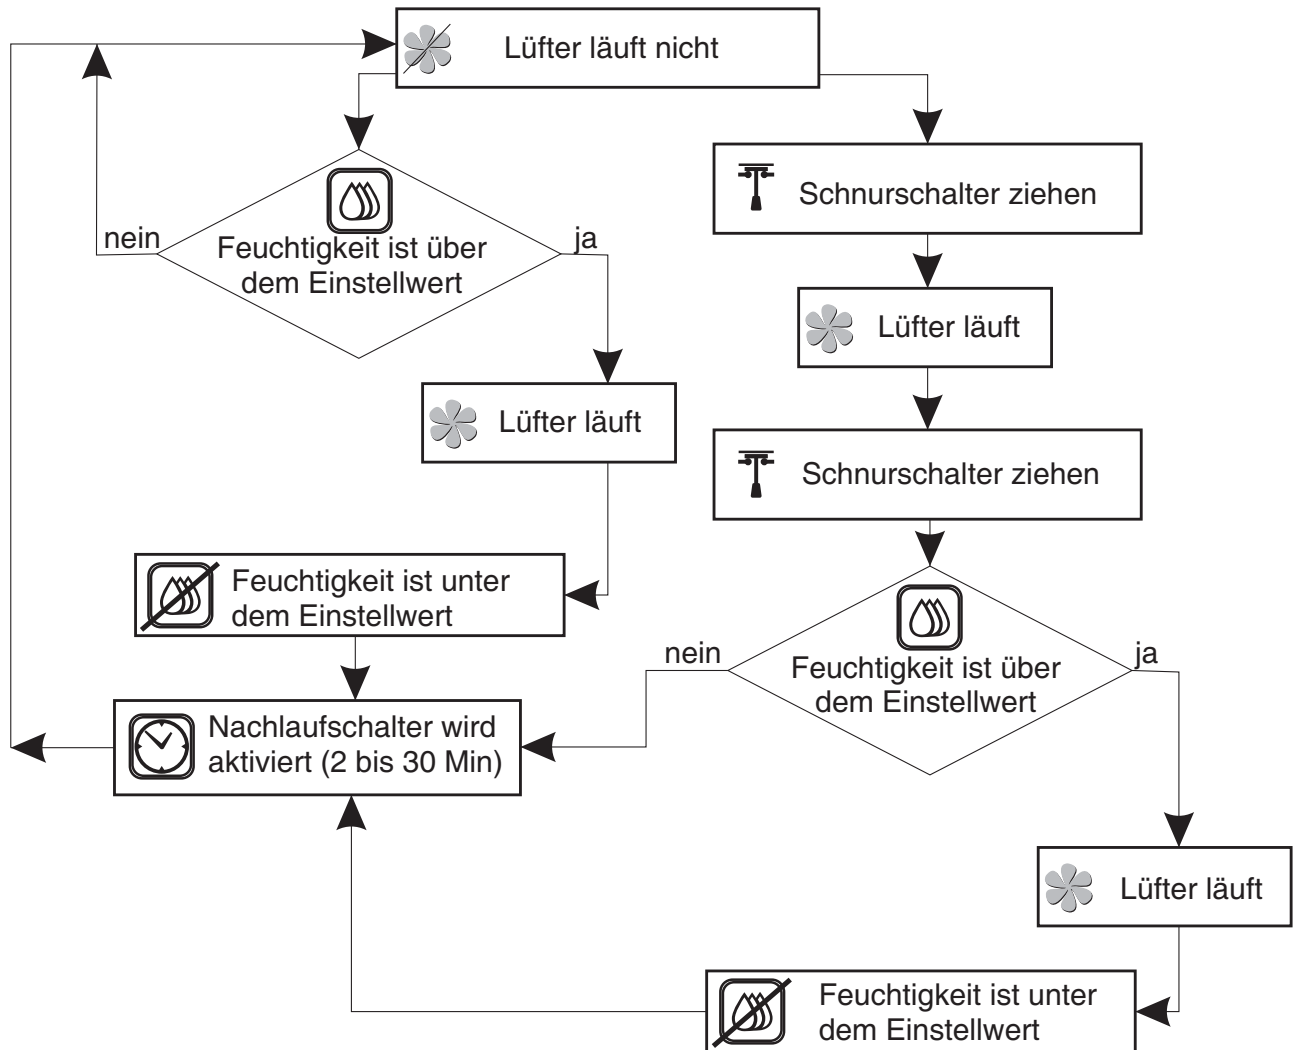 Lüfter läuft nicht
Schnurschalter ziehen
nein
ja
Feuchtigkeit ist über
dem Einstellwert
Lüfter läuft
Lüfter läuft
Schnurschalter ziehen
Feuchtigkeit ist unter
dem Einstellwert
nein
ja
Feuchtigkeit ist über
dem Einstellwert
Nachlaufschalter wird
aktiviert (2 bis 30 Min)
Lüfter läuft
Feuchtigkeit ist unter
dem Einstellwert